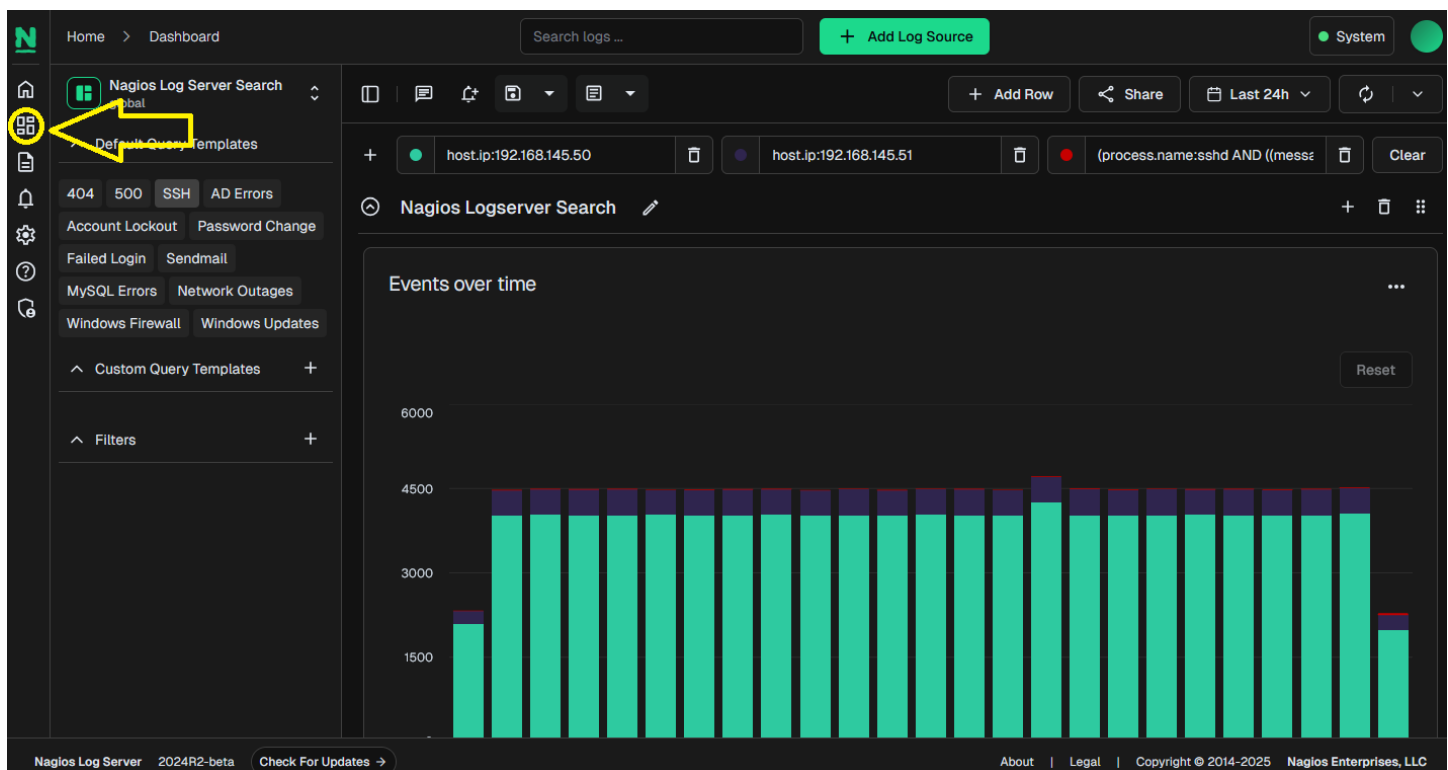 Home > Dashboard
Search logs ...
+ Add Log Source
System
Nagios Log Server Search
global
Default Query Templates
404 500 SSH AD Errors
Account Lockout Password Change
Failed Login Sendmail
MySQL Errors Network Outages
Windows Firewall Windows Updates
Custom Query Templates +
Filters +
+ Add Row
Share
Last 24h
+ host.ip:192.168.145.50
host.ip:192.168.145.51
(process.name:sshd AND ((messa
Clear
Nagios Logserver Search
Events over time
Reset
6000
4500
3000
1500
Nagios Log Server 2024R2-beta Check For Updates →
About | Legal | Copyright © 2014-2025 Nagios Enterprises, LLC